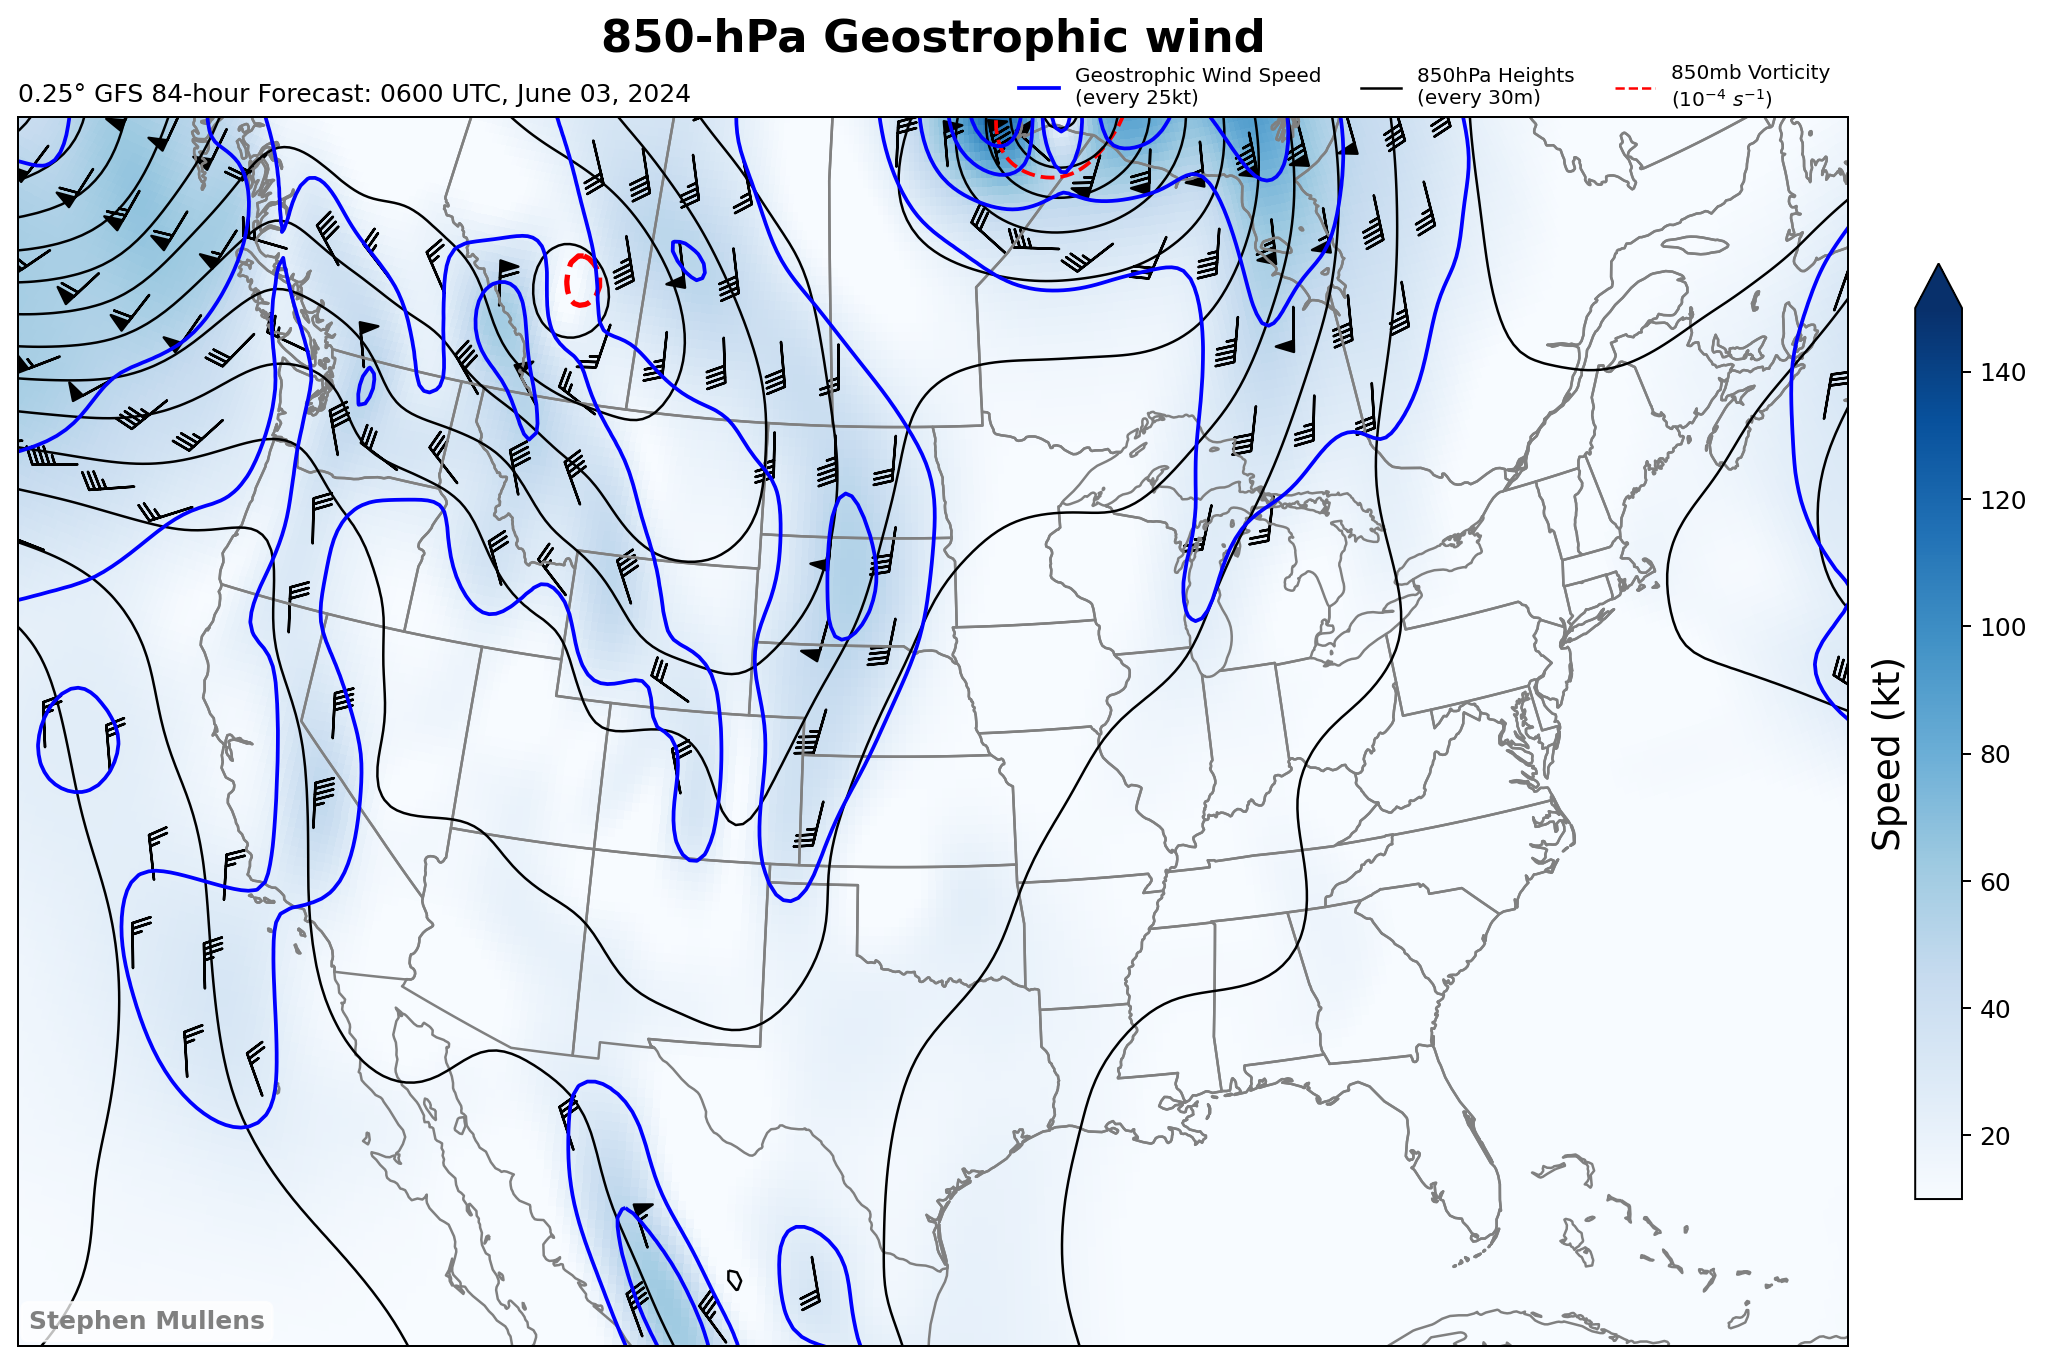 850-hPa Geostrophic wind
0.25° GFS 84-hour Forecast: 0600 UTC, June 03, 2024
Geostrophic Wind Speed
(every 25kt)
850hPa Heights
(every 30m)
850mb Vorticity
(10⁻⁴ s⁻¹)
140
120
100
80
60
40
20
Speed (kt)
Stephen Mullens